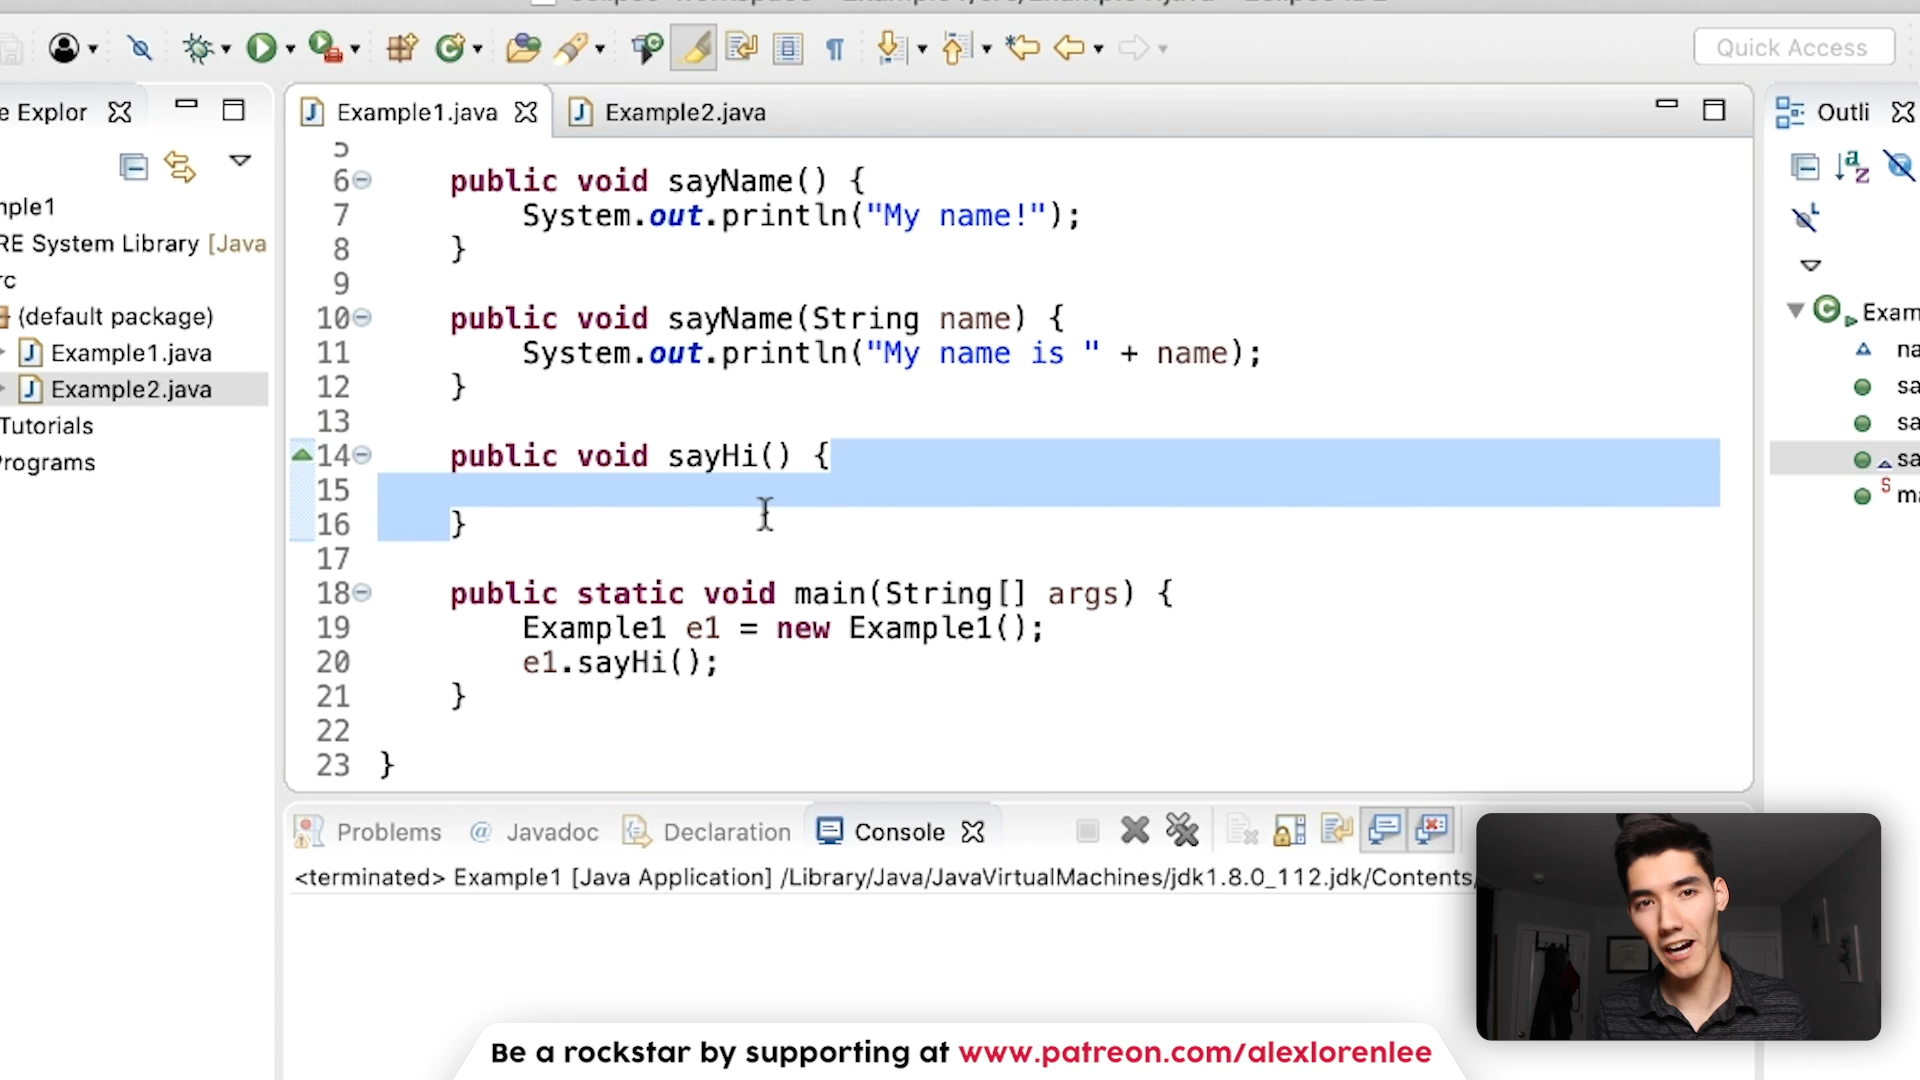 Quick Access
e Explor
Example1.java
Example2.java
Outli
nple1
RE System Library [Java
rc
(default package)
Example1.java
Example2.java
Tutorials
Programs
5
6 public void sayName() {
7 System.out.println("My name!");
8 }
9
10 public void sayName(String name) {
11 System.out.println("My name is " + name);
12 }
13
14 public void sayHi() {
15
16 }
17
18 public static void main(String[] args) {
19 Example1 e1 = new Example1();
20 e1.sayHi();
21 }
22
23 }
Exam
na
sa
sa
sa
ma
Problems
Javadoc
Declaration
Console
<terminated> Example1 [Java Application] /Library/Java/JavaVirtualMachines/jdk1.8.0_112.jdk/Contents/
Be a rockstar by supporting at www.patreon.com/alexlorenlee